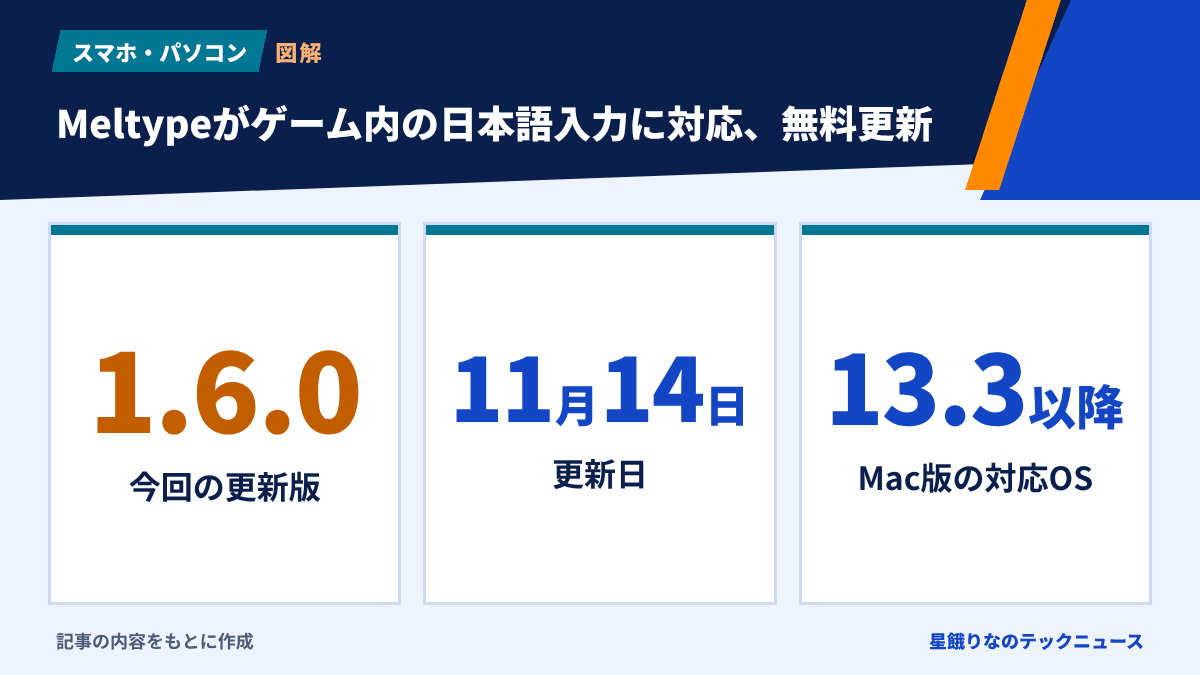 スマホ・パソコン 図解
Meltypeがゲーム内の日本語入力に対応、無料更新
1.6.0
今回の更新版
11月14日
更新日
13.3以降
Mac版の対応OS
記事の内容をもとに作成
星餓りなのテックニュース